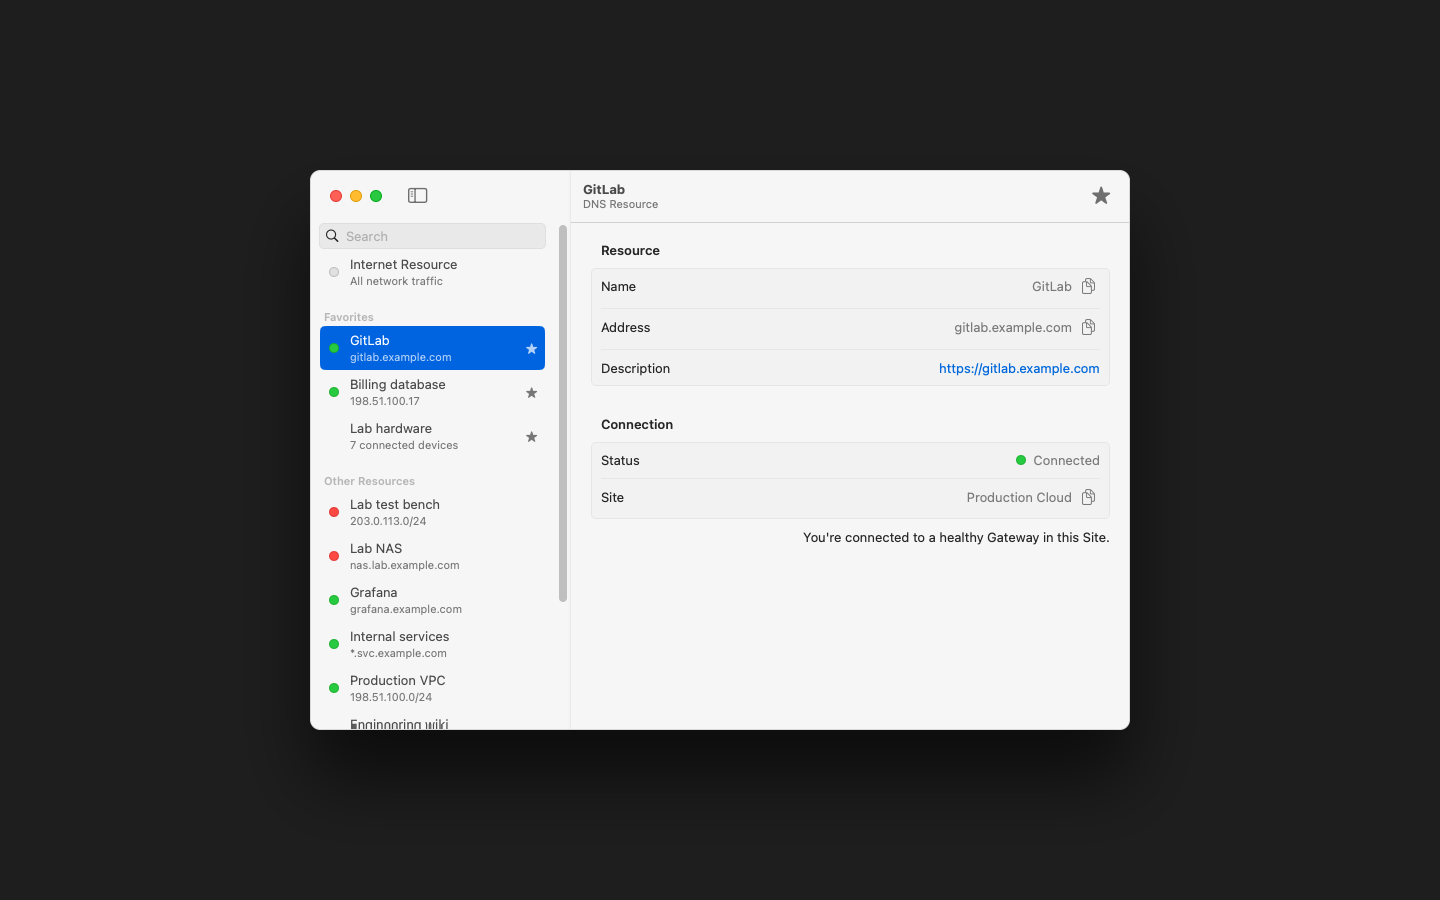 GitLab
DNS Resource
Search
Internet Resource
All network traffic
Favorites
GitLab
gitlab.example.com
Billing database
198.51.100.17
Lab hardware
7 connected devices
Other Resources
Lab test bench
203.0.113.0/24
Lab NAS
nas.lab.example.com
Grafana
grafana.example.com
Internal services
*.svc.example.com
Production VPC
198.51.100.0/24
Engineering wiki
Resource
Name
GitLab
Address
gitlab.example.com
Description
https://gitlab.example.com
Connection
Status
Connected
Site
Production Cloud
You're connected to a healthy Gateway in this Site.